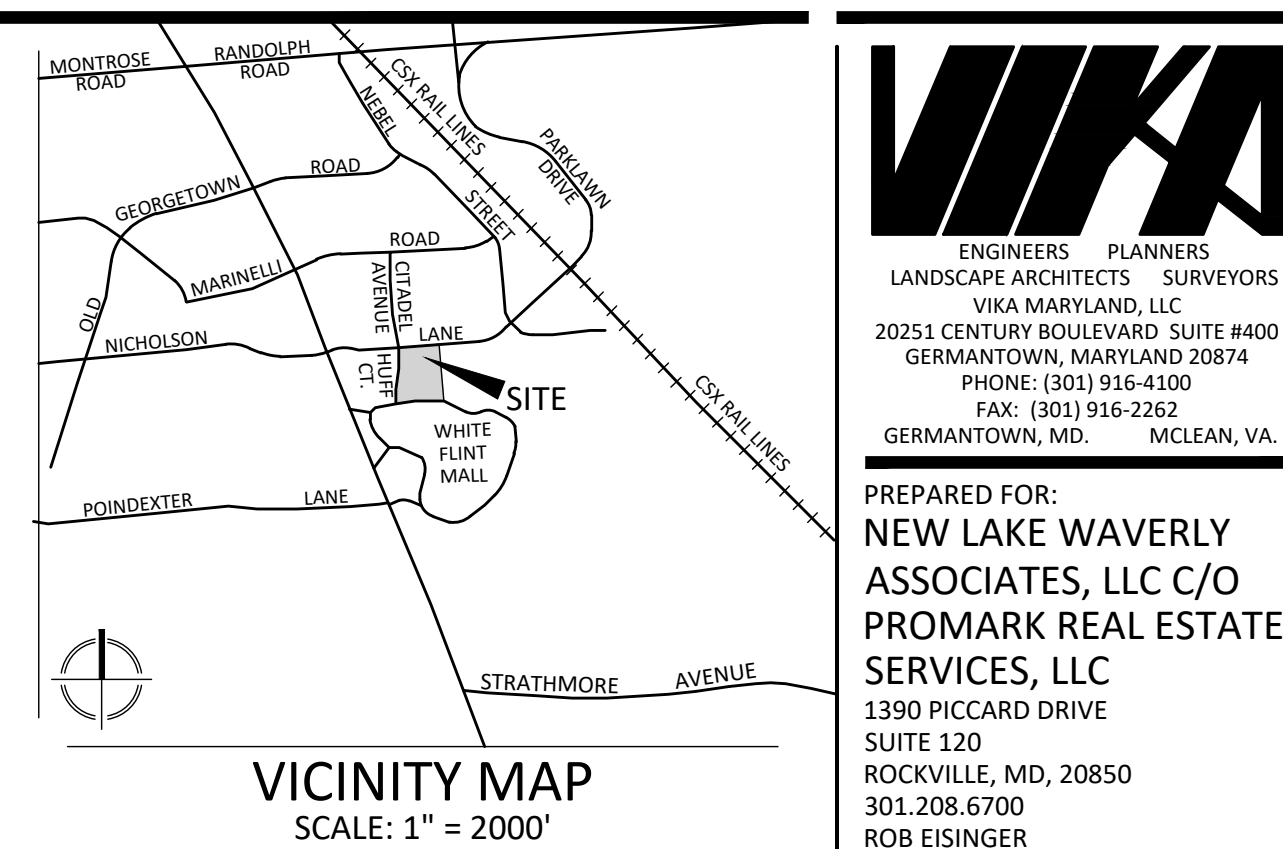 MONTROSE
ROAD
RANDOLPH
ROAD
CSX RAIL LINES
NEBEL
STREET
PARKLAWN
DRIVE
GEORGETOWN
ROAD
OLD
MARINELLI
ROAD
CITADEL
AVENUE
NICHOLSON
LANE
HUFF
CT.
SITE
WHITE
FLINT
MALL
CSX RAIL LINES
POINDEXTER
LANE
STRATHMORE
AVENUE
VICINITY MAP
SCALE: 1" = 2000'
VIKA
ENGINEERS PLANNERS
LANDSCAPE ARCHITECTS SURVEYORS
VIKA MARYLAND, LLC
20251 CENTURY BOULEVARD SUITE #400
GERMANTOWN, MARYLAND 20874
PHONE: (301) 916-4100
FAX: (301) 916-2262
GERMANTOWN, MD. MCLEAN, VA.
PREPARED FOR:
NEW LAKE WAVERLY
ASSOCIATES, LLC C/O
PROMARK REAL ESTATE
SERVICES, LLC
1390 PICCARD DRIVE
SUITE 120
ROCKVILLE, MD, 20850
301.208.6700
ROB EISINGER